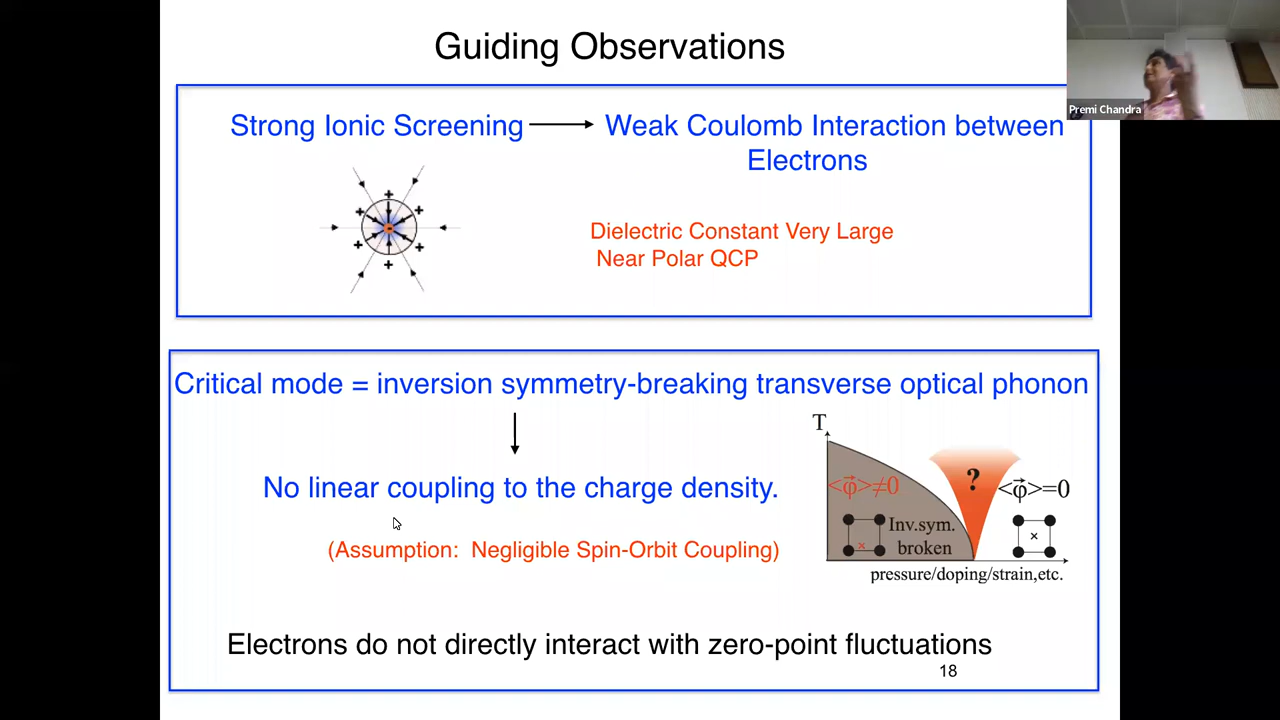 Guiding Observations
Premi Chandra
Strong Ionic Screening
Weak Coulomb Interaction between
Electrons
+
+ +
+ +
+
-
Dielectric Constant Very Large
Near Polar QCP
Critical mode = inversion symmetry-breaking transverse optical phonon
No linear coupling to the charge density.
(Assumption: Negligible Spin-Orbit Coupling)
T
<φ⃗>≠0
?
<φ⃗>=0
Inv.sym.
broken
×
×
pressure/doping/strain,etc.
Electrons do not directly interact with zero-point fluctuations
18